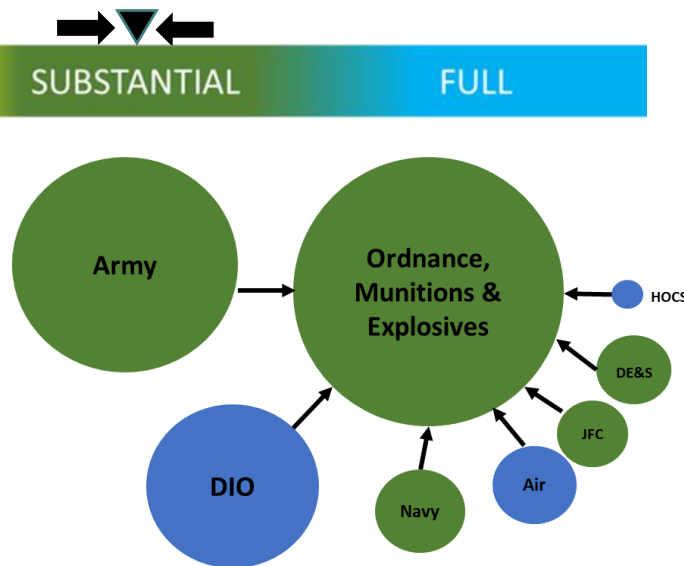 SUBSTANTIAL FULL
Army
Ordnance,
Munitions &
Explosives
HOCS
DE&S
JFC
DIO
Air
Navy